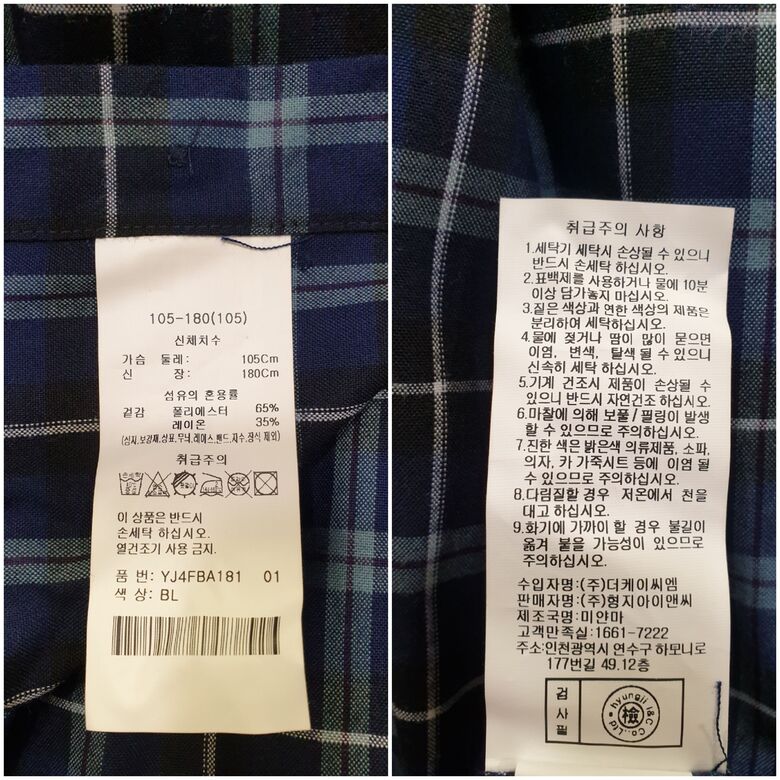 105-180(105)
신체치수
가슴 둘레: 105Cm
신 장: 180Cm
섬유의 혼용률
겉감 폴리에스터 65%
레이온 35%
(심지,보강재,상표,무늬,레이스,밴드,자수,장식 제외)
취급주의
이 상품은 반드시
손세탁 하십시오.
열건조기 사용 금지.
품 번: YJ4FBA181 01
색 상: BL
취급주의 사항
1.세탁기 세탁시 손상될 수 있으니
반드시 손세탁 하십시오.
2.표백제를 사용하거나 물에 10분
이상 담가놓지 마십시오.
3.짙은 색상과 연한 색상의 제품은
분리하여 세탁하십시오.
4.물에 젖거나 땀이 많이 묻으면
이염, 변색, 탈색 될 수 있으니
신속히 세탁 하십시오.
5.기계 건조시 제품이 손상될 수
있으니 반드시 자연건조 하십시오.
6.마찰에 의해 보풀/필링이 발생
할 수 있으므로 주의하십시오.
7.진한 색은 밝은색 의류제품, 소파,
의자, 카 가죽시트 등에 이염 될
수 있으므로 주의하십시오.
8.다림질할 경우 저온에서 천을
대고 하십시오.
9.화기에 가까이 할 경우 불길이
옮겨 붙을 가능성이 있으므로
주의하십시오.
수입자명:(주)더케이씨엠
판매자명:(주)형지아이앤씨
제조국명:미얀마
고객만족실:1661-7222
주소:인천광역시 연수구 하모니로
177번길 49.12층
검사필
hyungji I&C Co.,Ltd
檢